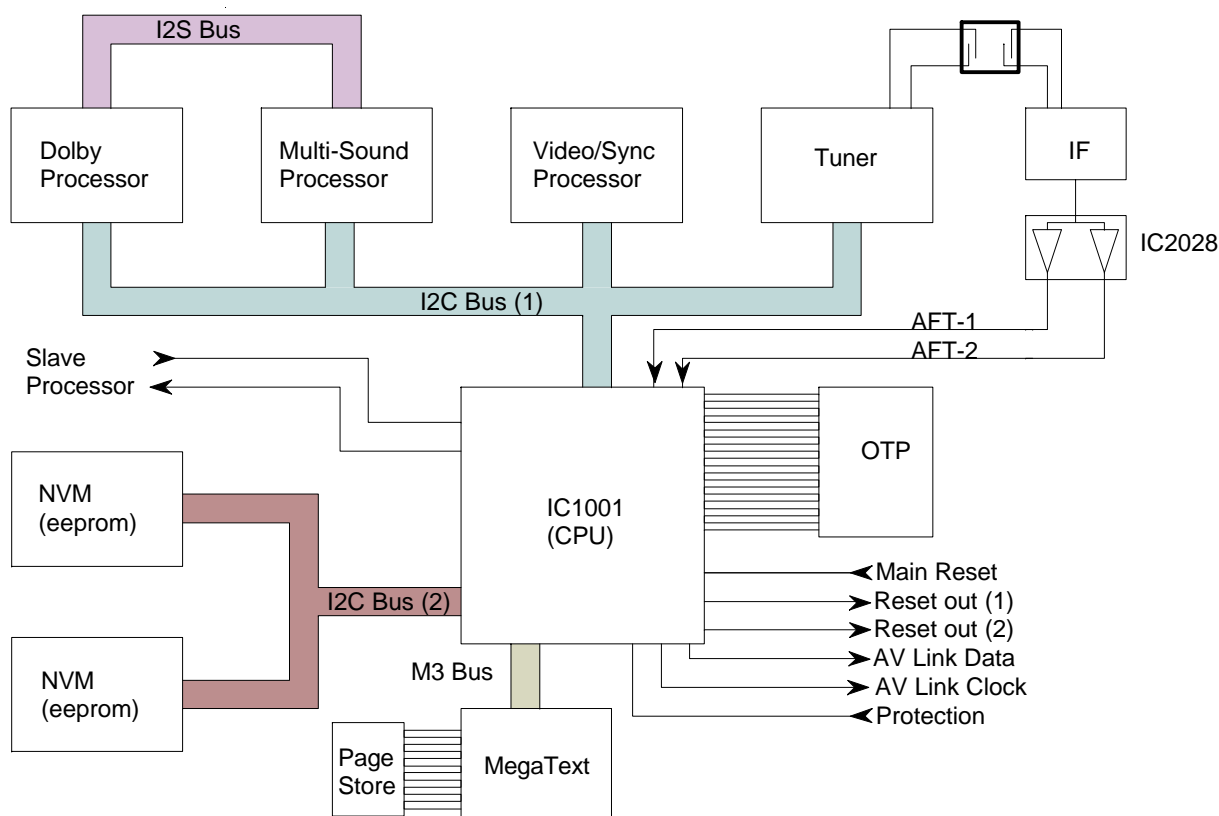 I2S Bus
Dolby
Processor
Multi-Sound
Processor
Video/Sync
Processor
Tuner
IF
IC2028
I2C Bus (1)
AFT-1
AFT-2
Slave
Processor
OTP
NVM
(eeprom)
IC1001
(CPU)
I2C Bus (2)
Main Reset
Reset out (1)
Reset out (2)
AV Link Data
AV Link Clock
Protection
NVM
(eeprom)
M3 Bus
Page
Store
MegaText